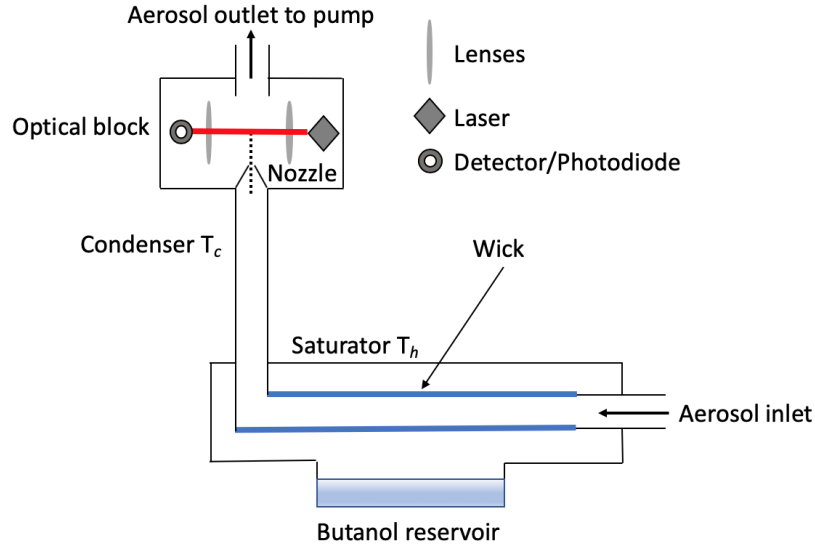 Aerosol outlet to pump
Lenses
Optical block
Laser
Detector/Photodiode
Nozzle
Condenser Tc
Wick
Saturator Th
Aerosol inlet
Butanol reservoir